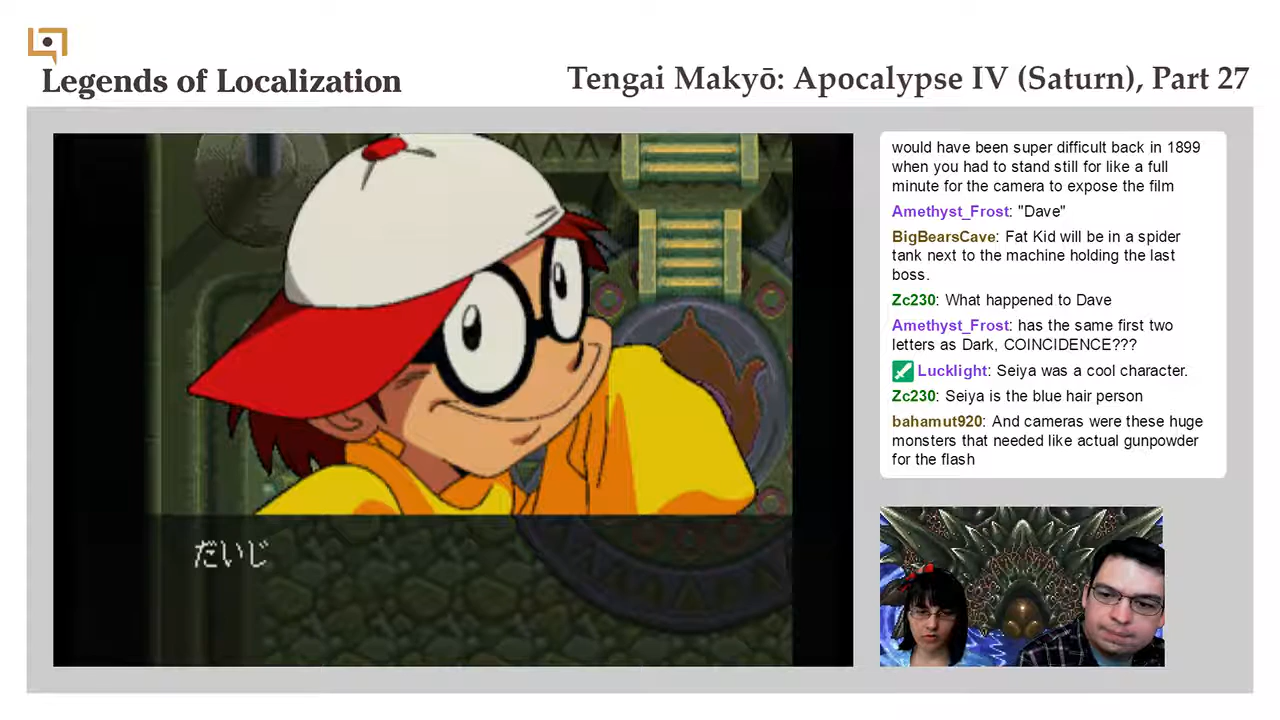 Legends of Localization
Tengai Makyō: Apocalypse IV (Saturn), Part 27
would have been super difficult back in 1899
when you had to stand still for like a full
minute for the camera to expose the film
Amethyst_Frost: "Dave"
BigBearsCave: Fat Kid will be in a spider
tank next to the machine holding the last
boss.
Zc230: What happened to Dave
Amethyst_Frost: has the same first two
letters as Dark, COINCIDENCE???
Lucklight: Seiya was a cool character.
Zc230: Seiya is the blue hair person
bahamut920: And cameras were these huge
monsters that needed like actual gunpowder
for the flash
だいじ